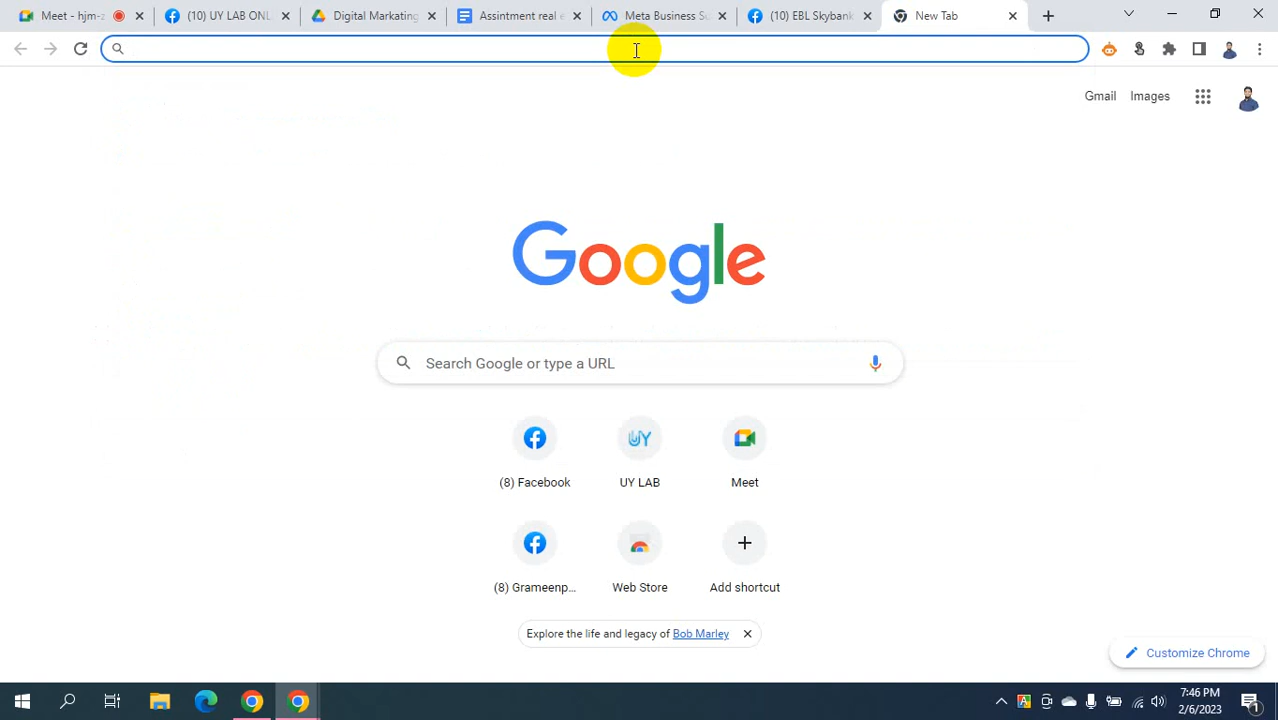 Meet - hjm-z
(10) UY LAB ONL
Digital Marketing
Assintment real e
Meta Business Su
(10) EBL Skybank
New Tab
Gmail Images
Google
Search Google or type a URL
(8) Facebook
UY LAB
Meet
(8) Grameenp...
Web Store
Add shortcut
Explore the life and legacy of Bob Marley
Customize Chrome
7:46 PM
2/6/2023